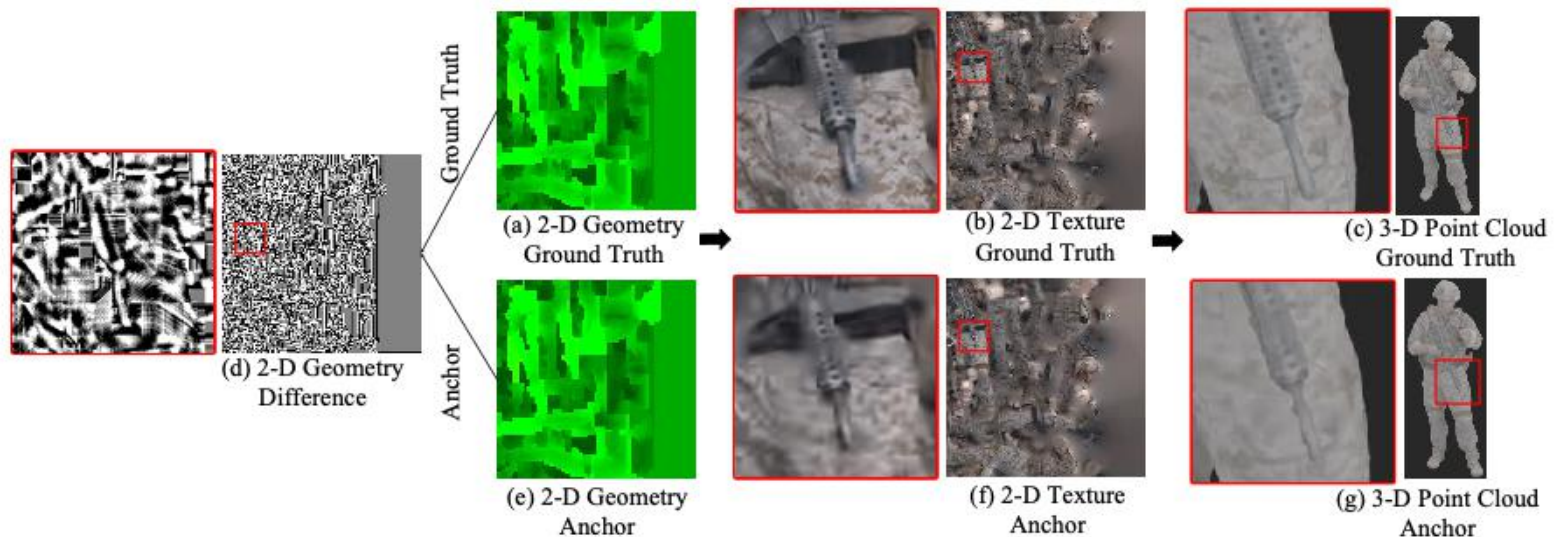 Ground Truth
Anchor
(a) 2-D Geometry
Ground Truth
(b) 2-D Texture
Ground Truth
(c) 3-D Point Cloud
Ground Truth
(d) 2-D Geometry
Difference
(e) 2-D Geometry
Anchor
(f) 2-D Texture
Anchor
(g) 3-D Point Cloud
Anchor